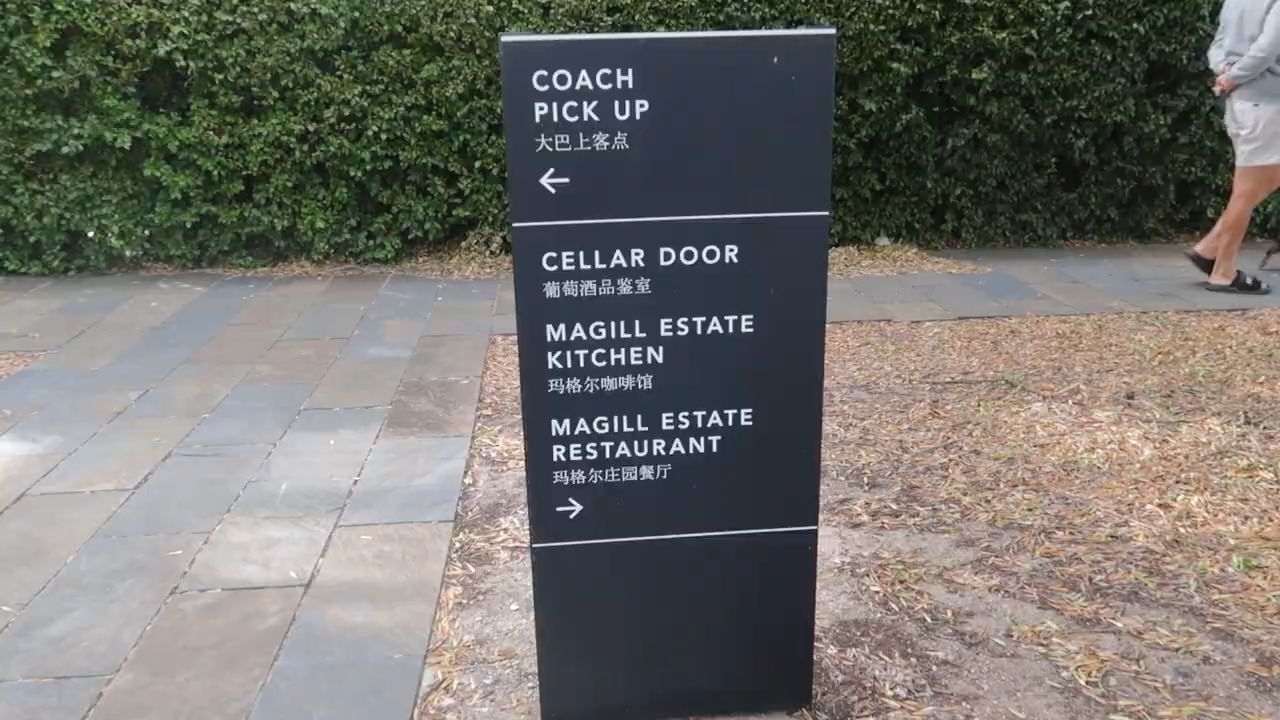 COACH
PICK UP
大巴上客点
←
CELLAR DOOR
葡萄酒品鉴室
MAGILL ESTATE
KITCHEN
玛格尔咖啡馆
MAGILL ESTATE
RESTAURANT
玛格尔庄园餐厅
→